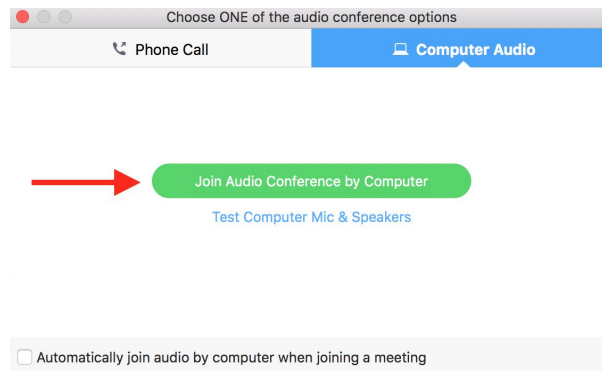 Choose ONE of the audio conference options
Phone Call
Computer Audio
Join Audio Conference by Computer
Test Computer Mic & Speakers
Automatically join audio by computer when joining a meeting